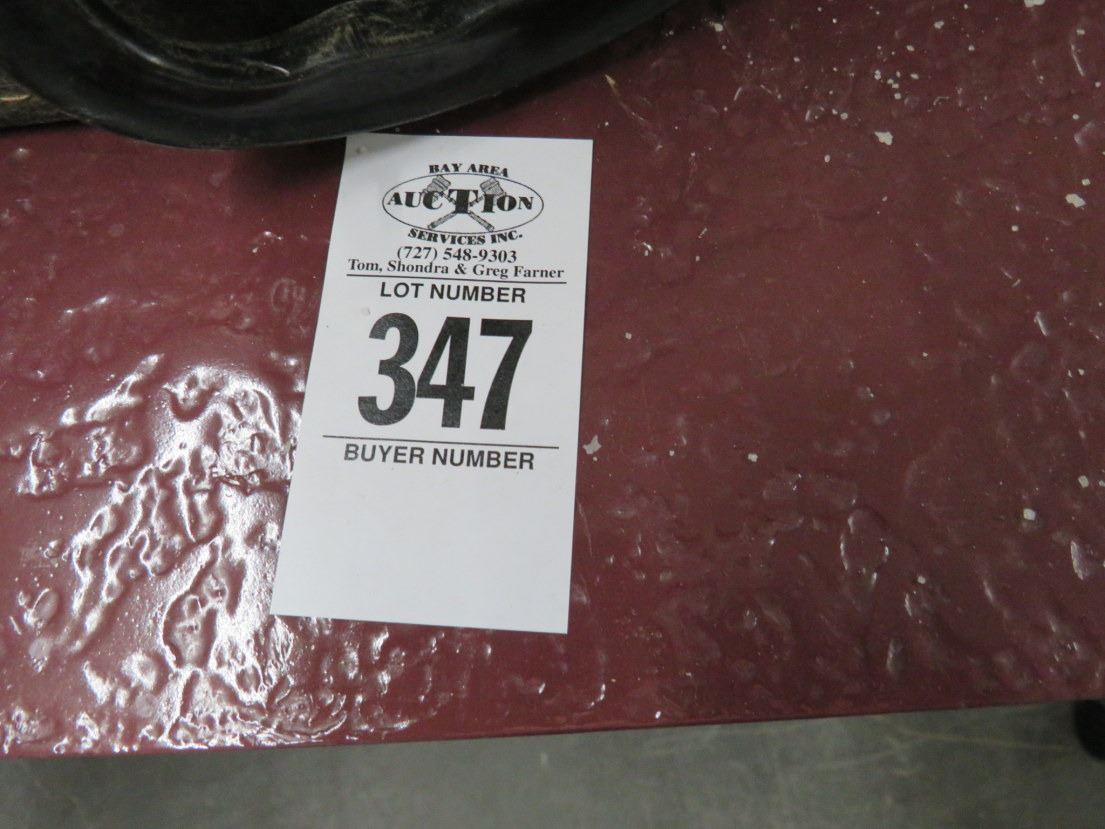 BAY AREA
AUCTION
SERVICES INC.
(727) 548-9303
Tom, Shondra & Greg Farner
LOT NUMBER
347
BUYER NUMBER